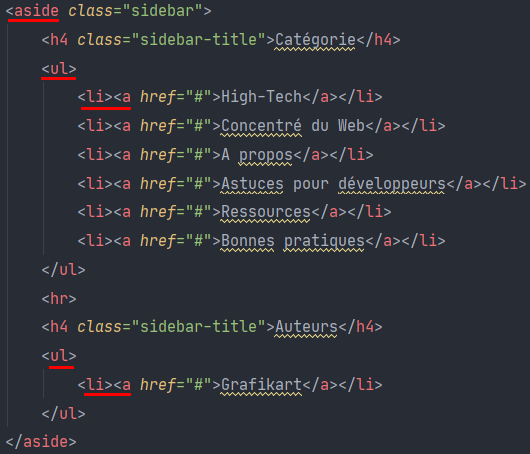 <aside class="sidebar">
<h4 class="sidebar-title">Catégorie</h4>
<ul>
<li><a href="#">High-Tech</a></li>
<li><a href="#">Concentré du Web</a></li>
<li><a href="#">A propos</a></li>
<li><a href="#">Astuces pour développeurs</a></li>
<li><a href="#">Ressources</a></li>
<li><a href="#">Bonnes pratiques</a></li>
</ul>
<hr>
<h4 class="sidebar-title">Auteurs</h4>
<ul>
<li><a href="#">Grafikart</a></li>
</ul>
</aside>